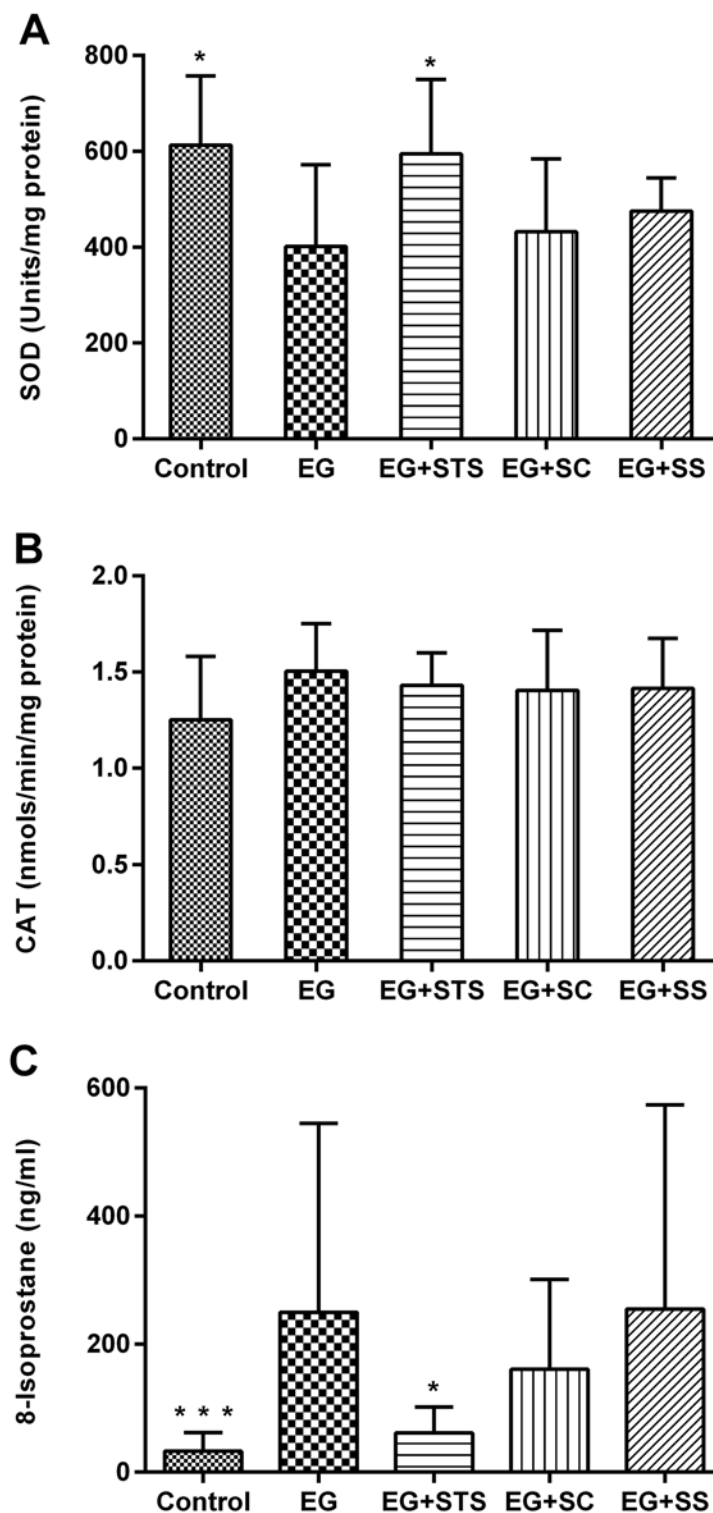 A
SOD (Units/mg protein)
800
600
400
200
0
*
*
Control EG EG+STS EG+SC EG+SS
B
CAT (nmols/min/mg protein)
2.0
1.5
1.0
0.5
0.0
Control EG EG+STS EG+SC EG+SS
C
8-Isoprostane (ng/ml)
600
400
200
0
* * *
*
Control EG EG+STS EG+SC EG+SS